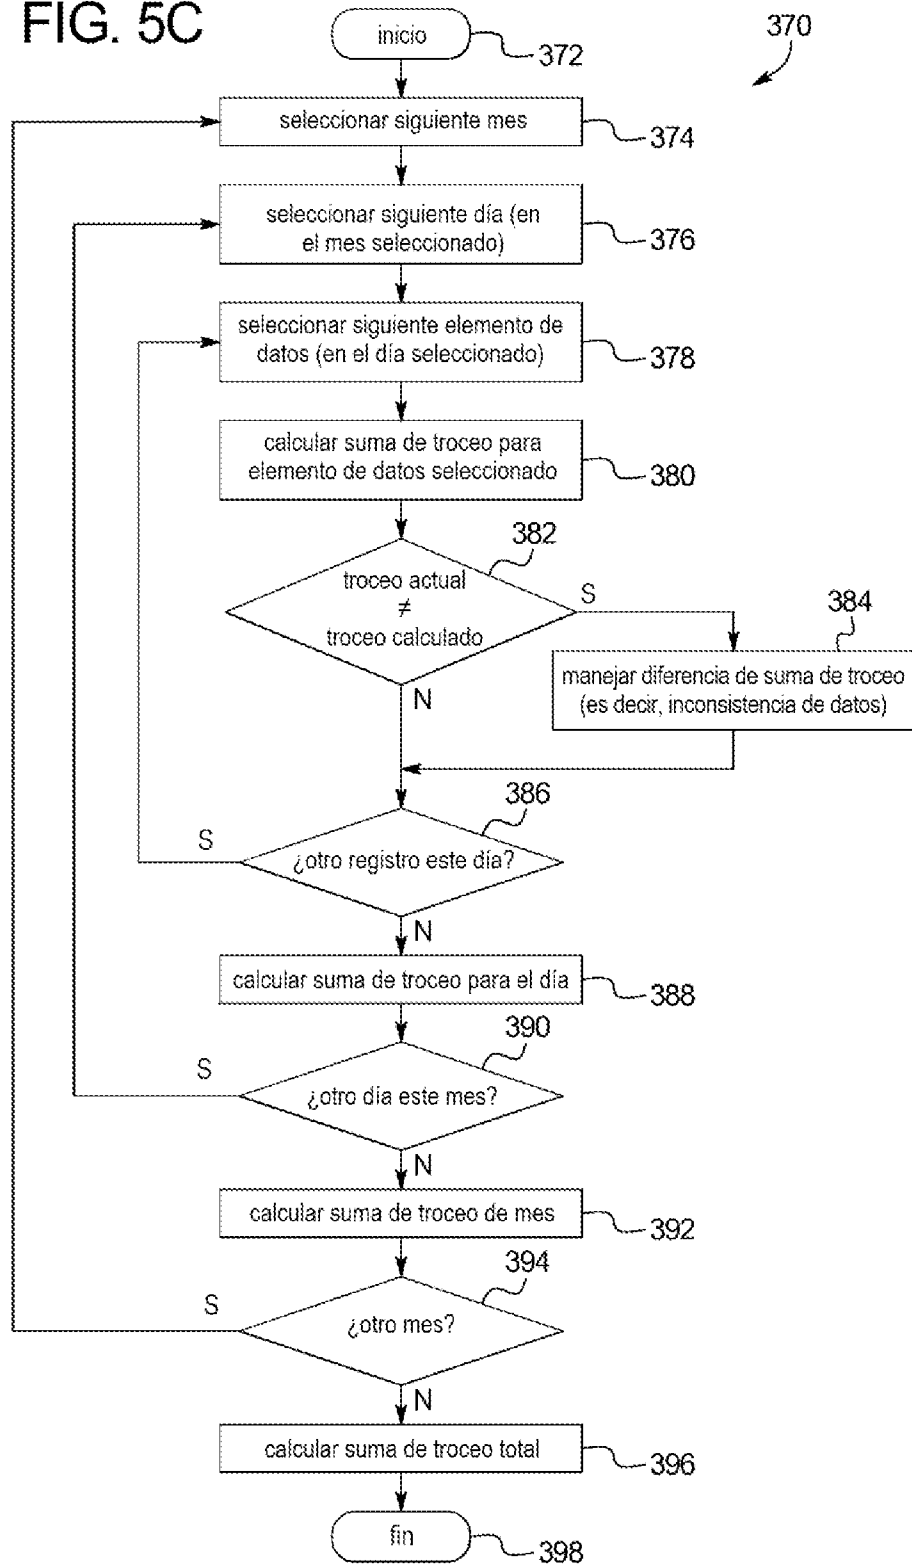 FIG. 5C
370
inicio
372
seleccionar siguiente mes
374
seleccionar siguiente día (en
el mes seleccionado)
376
seleccionar siguiente elemento de
datos (en el día seleccionado)
378
calcular suma de troceo para
elemento de datos seleccionado
380
382
troceo actual
≠
troceo calculado
S
N
384
manejar diferencia de suma de troceo
(es decir, inconsistencia de datos)
386
¿otro registro este día?
S
N
calcular suma de troceo para el día
388
390
¿otro día este mes?
S
N
calcular suma de troceo de mes
392
394
¿otro mes?
S
N
calcular suma de troceo total
396
fin
398